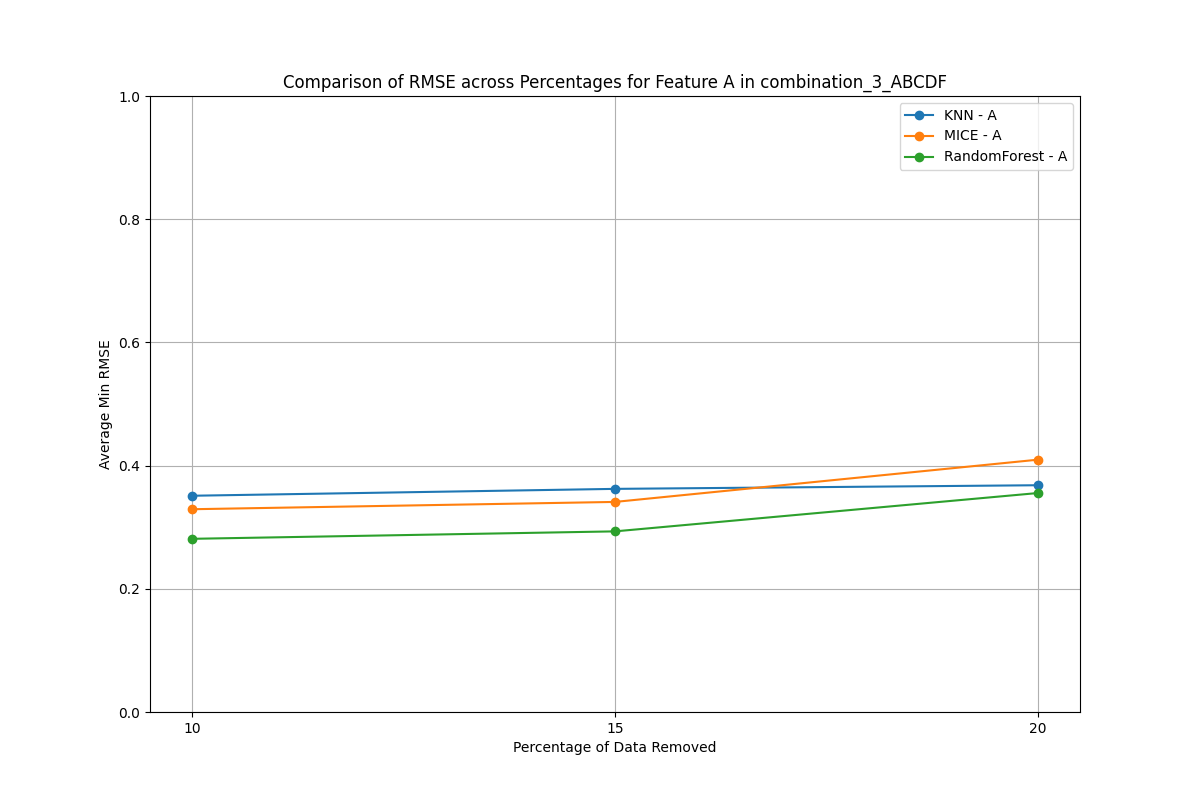 Comparison of RMSE across Percentages for Feature A in combination_3_ABCDF
KNN - A
MICE - A
RandomForest - A
Average Min RMSE
1.0
0.8
0.6
0.4
0.2
0.0
10 15 20
Percentage of Data Removed